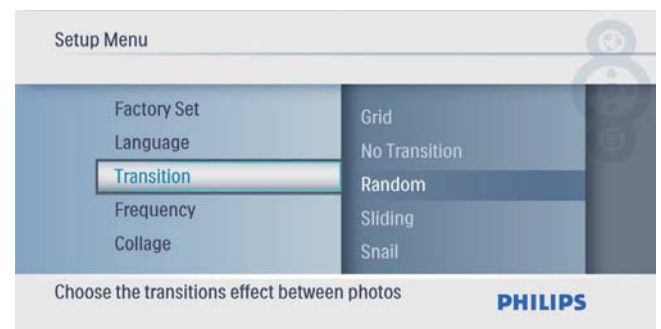 Setup Menu
Factory Set
Language
Transition
Frequency
Collage
Grid
No Transition
Random
Sliding
Snail
Choose the transitions effect between photos
PHILIPS